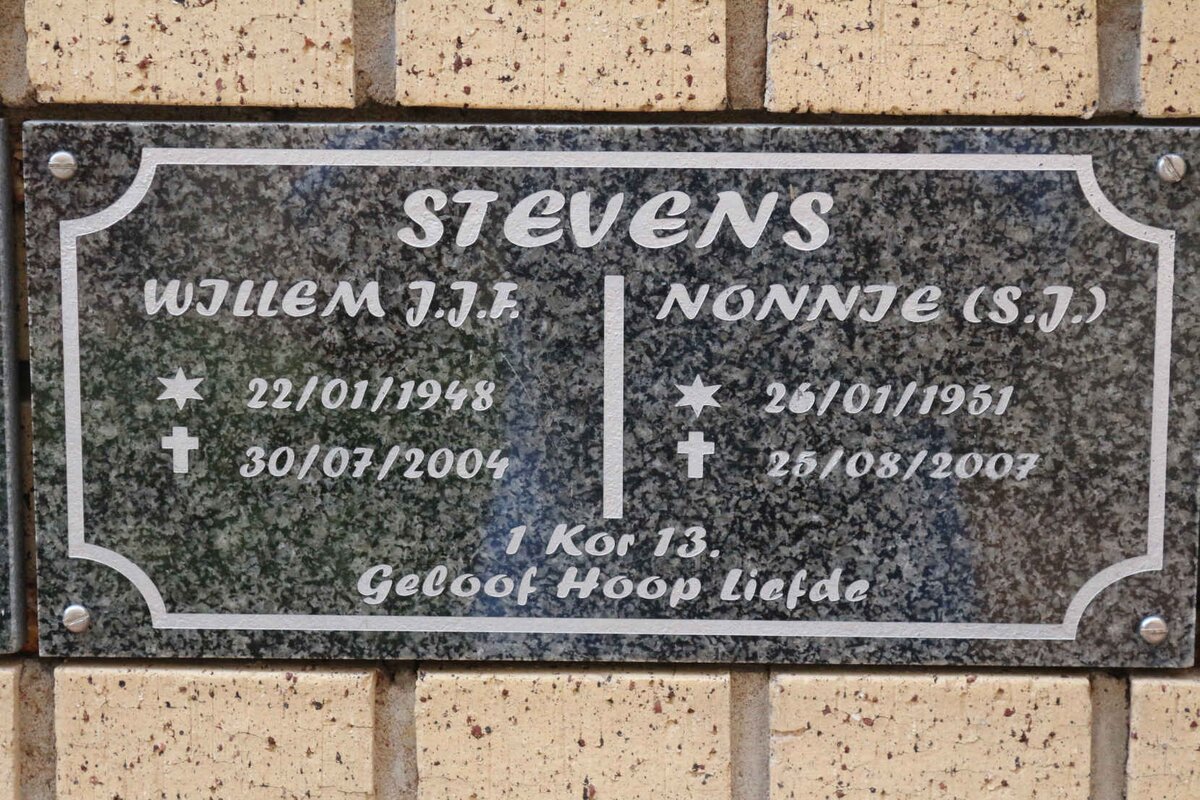 STEVENS
WILLEM J.J.F.
22/01/1948
30/07/2004
NONNIE (S.J.)
26/01/1951
25/08/2007
1 Kor 13.
Geloof Hoop Liefde